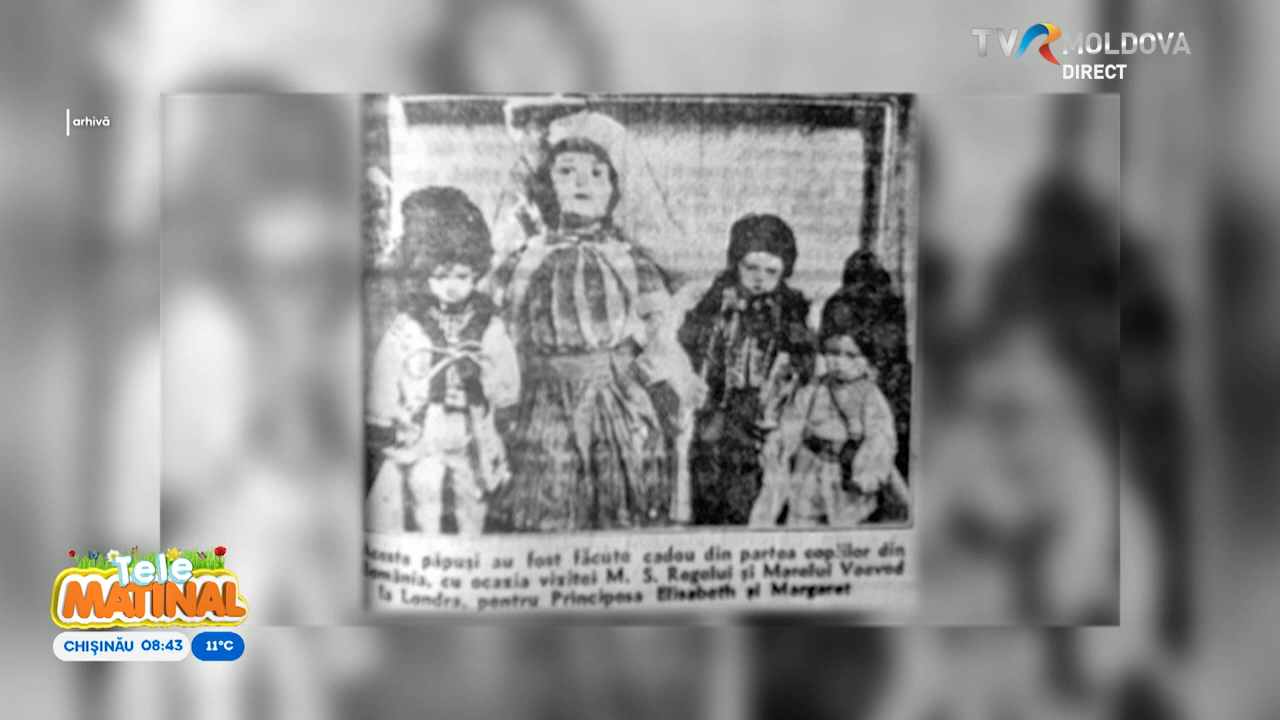 TVR MOLDOVA
DIRECT
arhivă
Aceste păpuși au fost făcute cadou din partea copiilor din
România, cu ocazia vizitei M. S. Regelui și Marelui Voevod
la Londra, pentru Principesa Elisabeth și Margaret
Tele
MATINAL
CHIȘINĂU 08:43 11°C